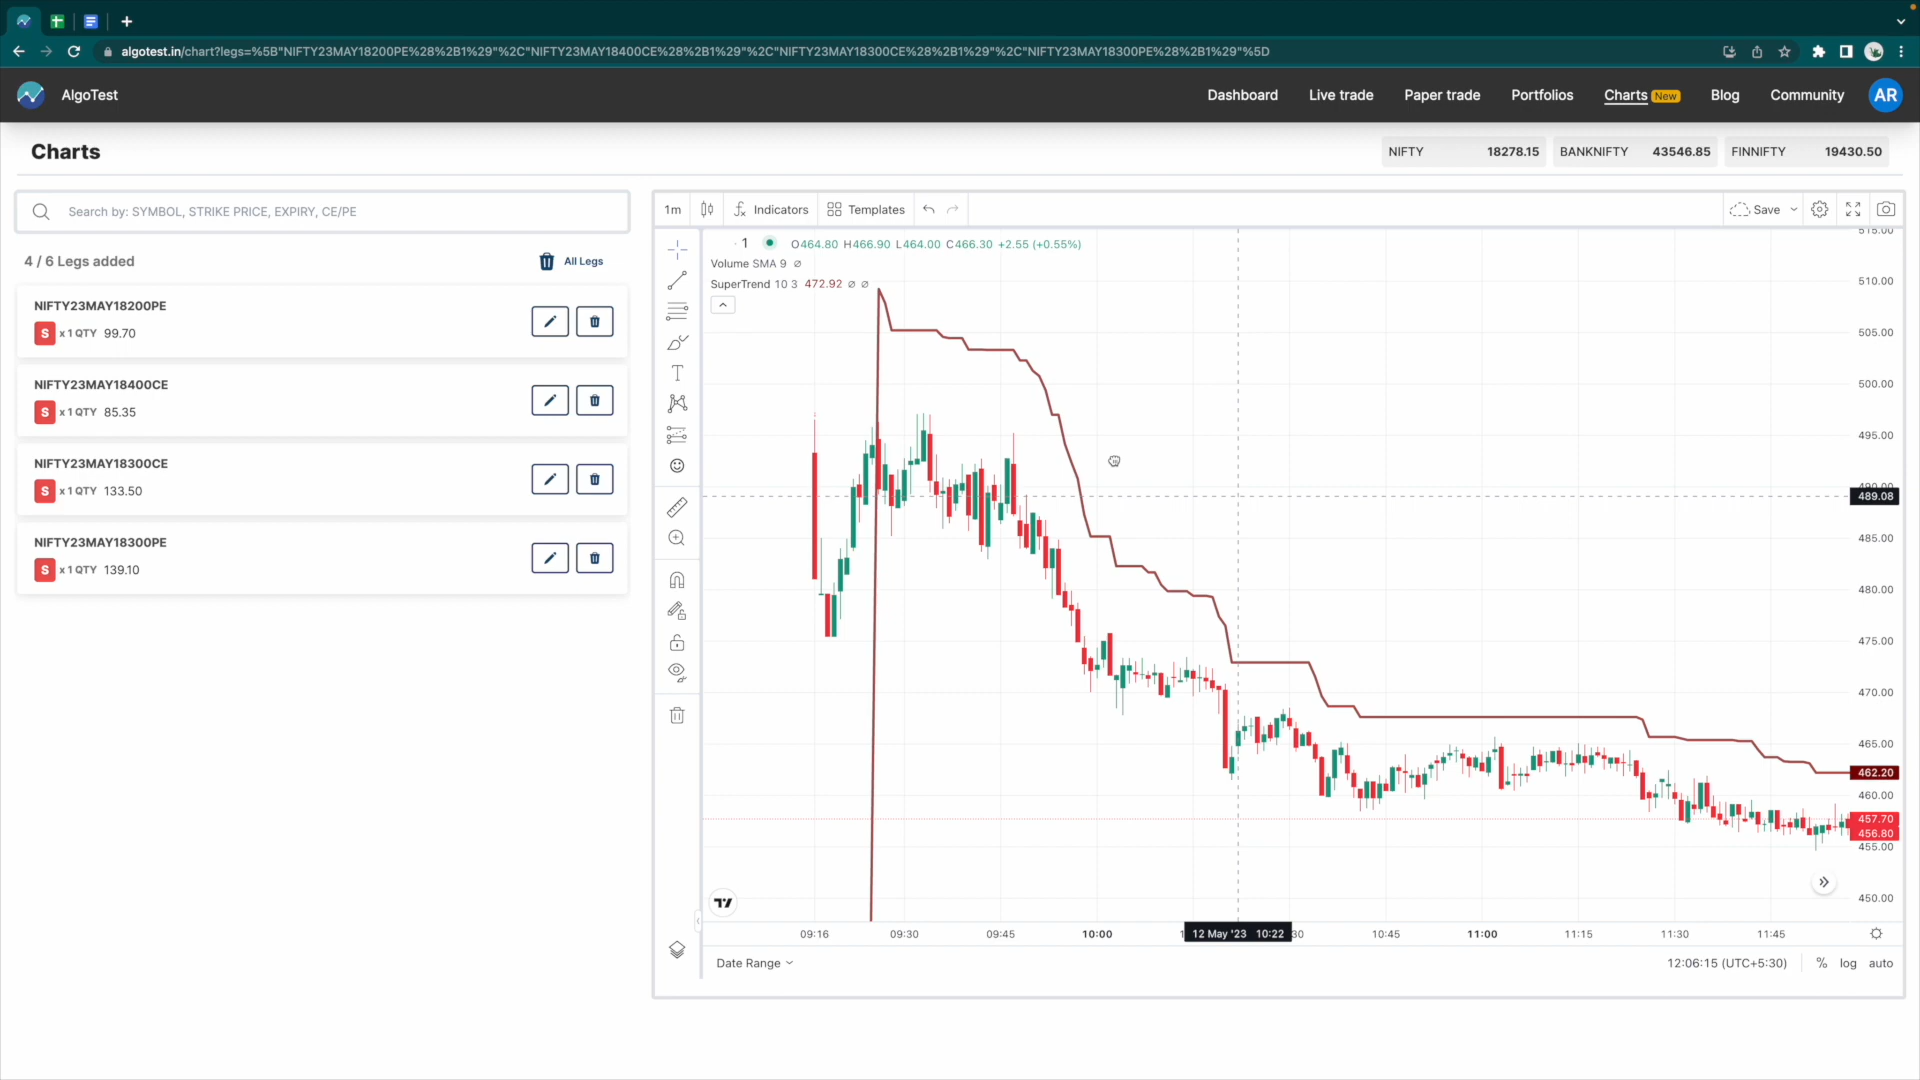 algotest.in/chart?legs=%5B"NIFTY23MAY18200PE%28%2B1%29"%2C"NIFTY23MAY18400CE%28%2B1%29"%2C"NIFTY23MAY18300CE%28%2B1%29"%2C"NIFTY23MAY18300PE%28%2B1%29"%5D
AlgoTest
Dashboard Live trade Paper trade Portfolios Charts New Blog Community AR
Charts
NIFTY 18278.15 BANKNIFTY 43546.85 FINNIFTY 19430.50
Search by: SYMBOL, STRIKE PRICE, EXPIRY, CE/PE
4 / 6 Legs added
All Legs
NIFTY23MAY18200PE
S x 1 QTY 99.70
NIFTY23MAY18400CE
S x 1 QTY 85.35
NIFTY23MAY18300CE
S x 1 QTY 133.50
NIFTY23MAY18300PE
S x 1 QTY 139.10
1m Indicators Templates Save
· 1 O464.80 H466.90 L464.00 C466.30 +2.55 (+0.55%)
Volume SMA 9 ∅
SuperTrend 10 3 472.92 ∅ ∅
515.00
510.00
505.00
500.00
495.00
490.00
489.08
485.00
480.00
475.00
470.00
465.00
462.20
460.00
457.70
456.80
455.00
450.00
09:16 09:30 09:45 10:00 12 May '23 10:22 10:45 11:00 11:15 11:30 11:45
Date Range
12:06:15 (UTC+5:30) % log auto